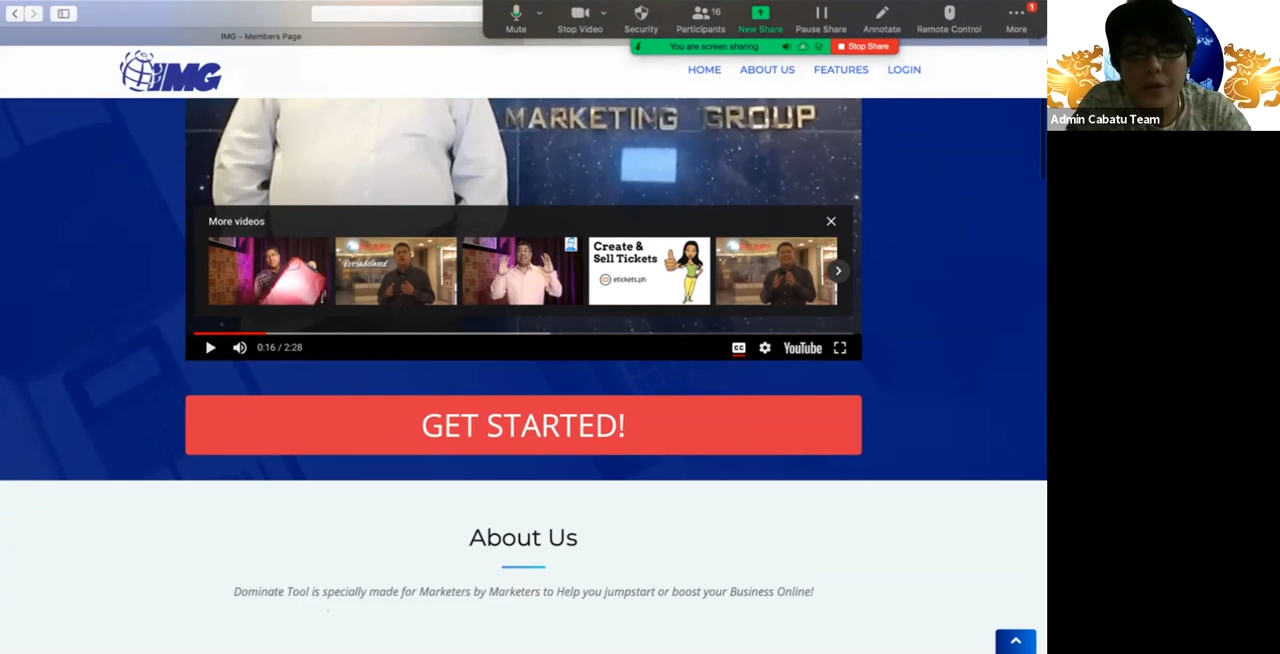 16
1
Mute
Stop Video
Security
Participants
New Share
Pause Share
Annotate
Remote Control
More
IMG - Members Page
You are screen sharing
Stop Share
IMG
HOME
ABOUT US
FEATURES
LOGIN
Admin Cabatu Team
MARKETING GROUP
More videos
Create &
Sell Tickets
etickets.ph
0:16 / 2:28
CC
YouTube
GET STARTED!
About Us
Dominate Tool is specially made for Marketers by Marketers to Help you jumpstart or boost your Business Online!